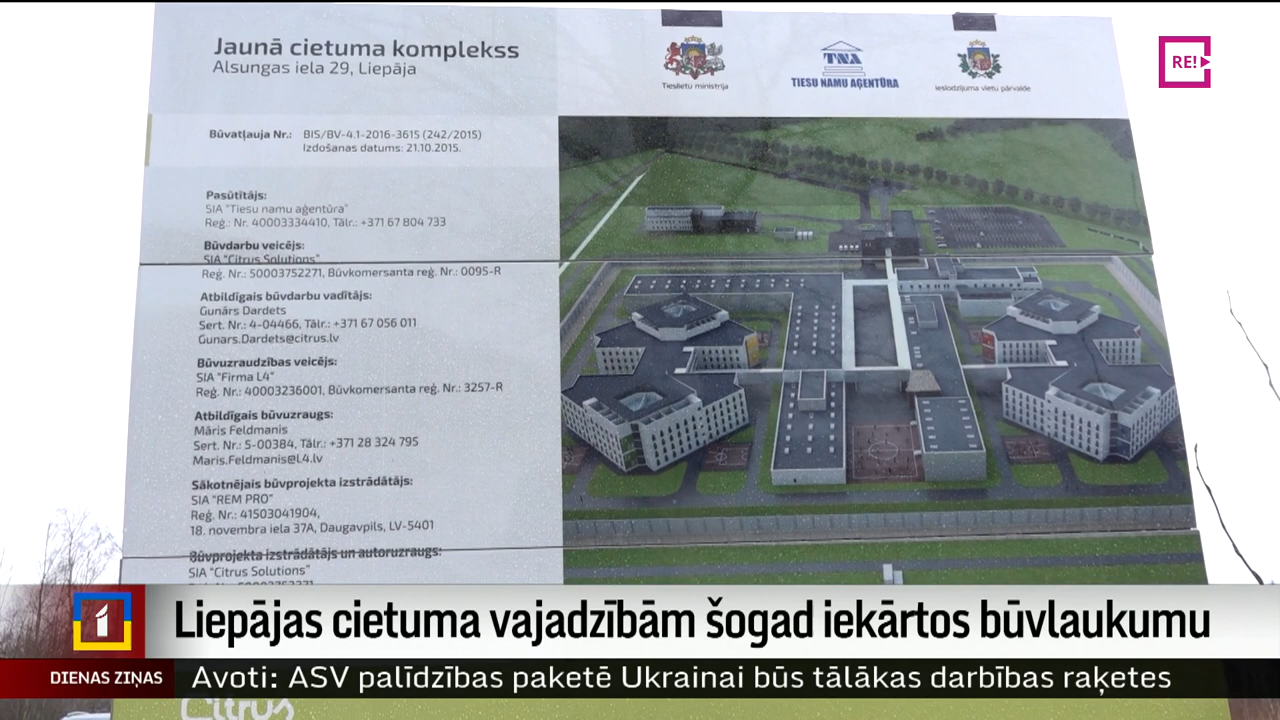 Jaunā cietuma komplekss
Alsungas iela 29, Liepāja
Tieslietu ministrija
TNA
TIESU NAMU AĢENTŪRA
Ieslodzījuma vietu pārvalde
RE!
Būvatļauja Nr.: BIS/BV-4.1-2016-3615 (242/2015)
Izdošanas datums: 21.10.2015.
Pasūtītājs:
SIA "Tiesu namu aģentūra"
Reģ.: Nr. 40003334410, Tālr.: +371 67 804 733
Būvdarbu veicējs:
SIA "Citrus Solutions"
Reģ. Nr.: 50003752271, Būvkomersanta reģ. Nr.: 0095-R
Atbildīgais būvdarbu vadītājs:
Gunārs Dardets
Sert. Nr.: 4-04466, Tālr.: +371 67 056 011
Gunars.Dardets@citrus.lv
Būvuzraudzības veicējs:
SIA "Firma L4"
Reģ. Nr.: 40003236001, Būvkomersanta reģ. Nr.: 3257-R
Atbildīgais būvuzraugs:
Māris Feldmanis
Sert. Nr.: 5-00384, Tālr.: +371 28 324 795
Maris.Feldmanis@L4.lv
Sākotnējais būvprojekta izstrādātājs:
SIA "REM PRO"
Reģ. Nr.: 41503041904,
18. novembra iela 37A, Daugavpils, LV-5401
Būvprojekta izstrādātājs un autoruzraugs:
SIA "Citrus Solutions"
1
Liepājas cietuma vajadzībām šogad iekārtos būvlaukumu
DIENAS ZIŅAS
Avoti: ASV palīdzības paketē Ukrainai būs tālākas darbības raķetes
Citrus